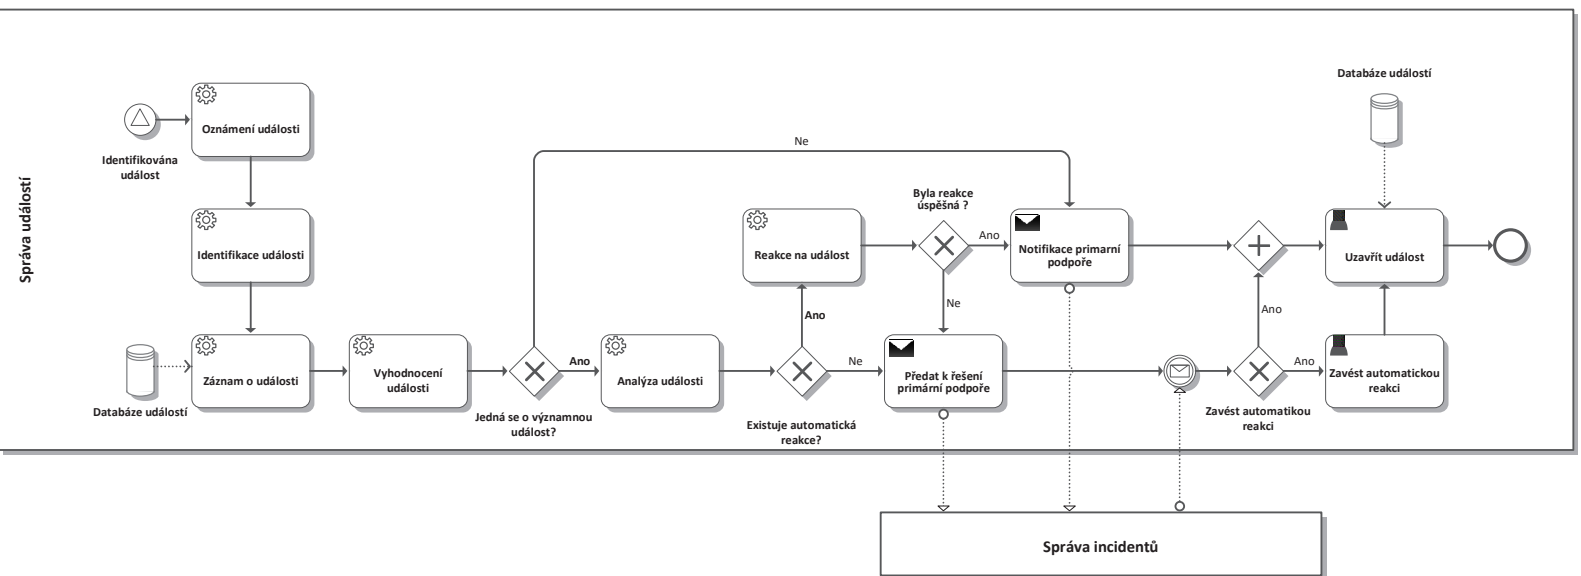 Správa událostí
Identifikována
událost
Oznámení události
Identifikace události
Databáze událostí
Záznam o události
Vyhodnocení
události
Jedná se o významnou
událost?
Ne
Ano
Analýza události
Existuje automatická
reakce?
Ano
Ne
Reakce na událost
Byla reakce
úspěšná ?
Ano
Ne
Notifikace primarní
podpoře
Předat k řešení
primární podpoře
Zavést automatikou
reakci
Ano
Ano
Zavést automatickou
reakci
Databáze událostí
Uzavřít událost
Správa incidentů